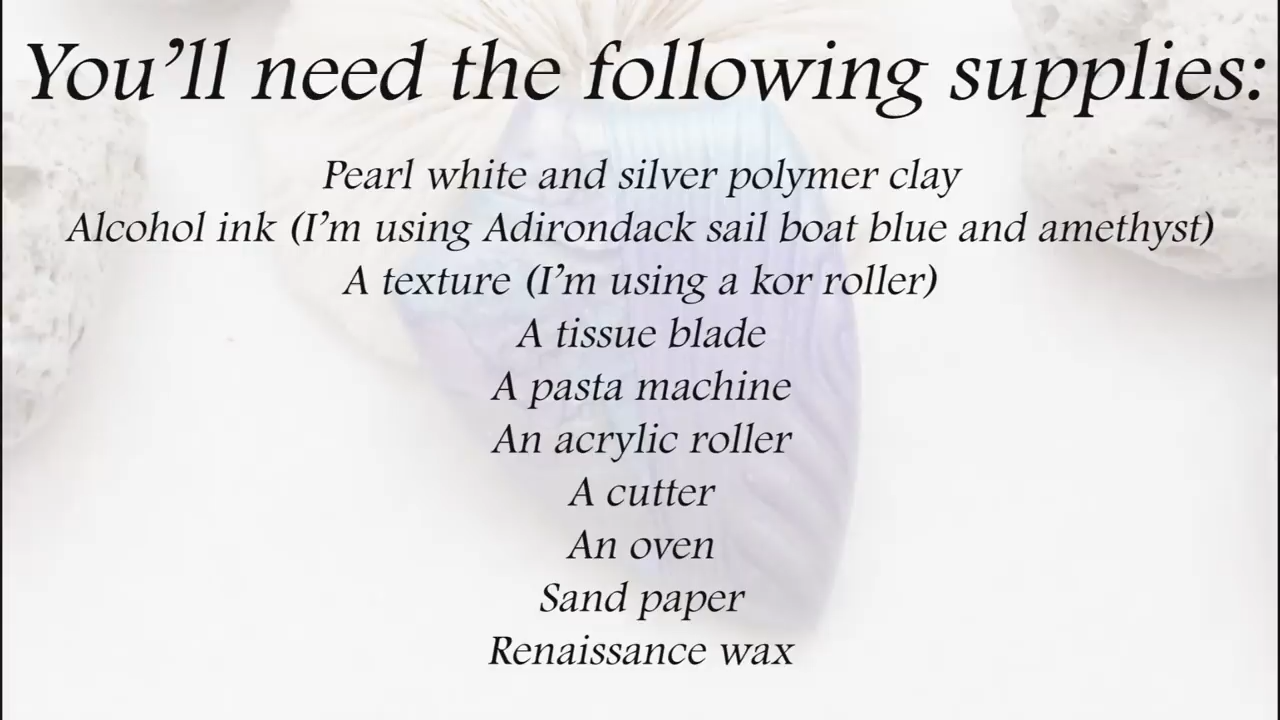 You’ll need the following supplies:
Pearl white and silver polymer clay
Alcohol ink (I’m using Adirondack sail boat blue and amethyst)
A texture (I’m using a kor roller)
A tissue blade
A pasta machine
An acrylic roller
A cutter
An oven
Sand paper
Renaissance wax